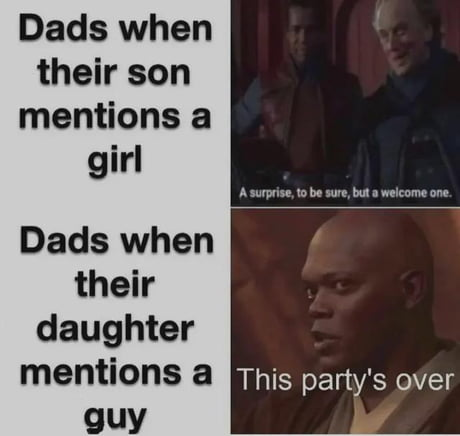 Dads when
their son
mentions a
girl
A surprise, to be sure, but a welcome one.
Dads when
their
daughter
mentions a
guy
This party's over